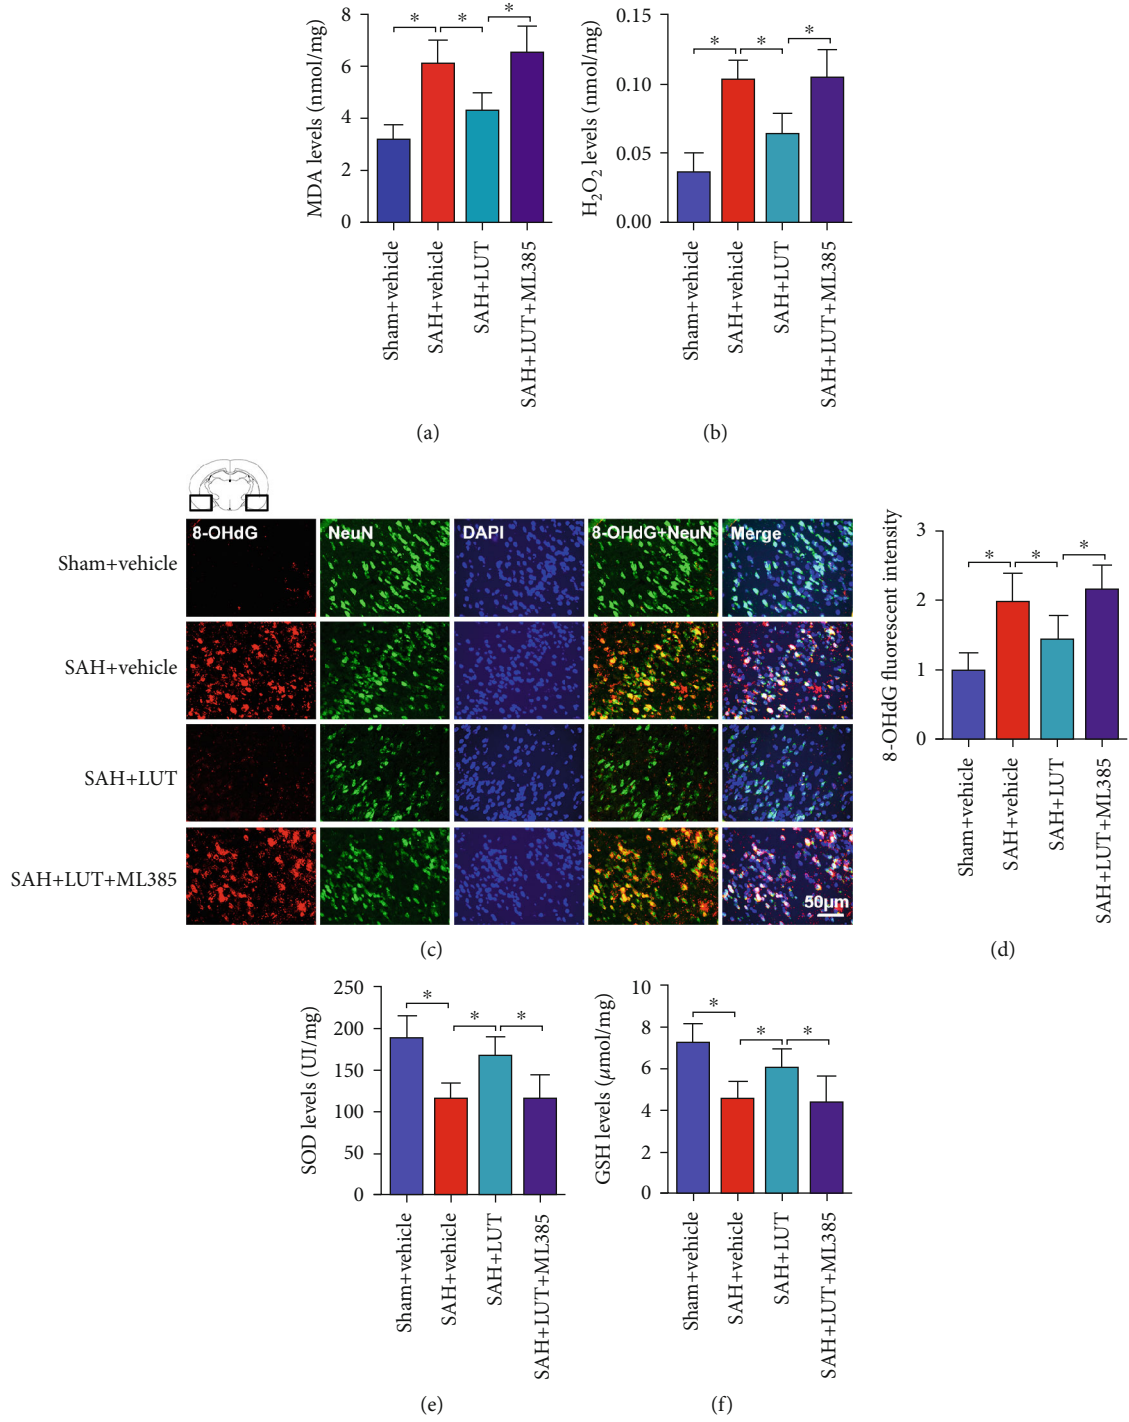 MDA levels (nmol/mg)
8
6
4
2
0
* * *
Sham+vehicle
SAH+vehicle
SAH+LUT
SAH+LUT+ML385
(a)
H₂O₂ levels (nmol/mg)
0.15
0.10
0.05
0.00
* * *
Sham+vehicle
SAH+vehicle
SAH+LUT
SAH+LUT+ML385
(b)
8-OHdG NeuN DAPI 8-OHdG+NeuN Merge
Sham+vehicle
SAH+vehicle
SAH+LUT
SAH+LUT+ML385
50μm
(c)
8-OHdG fluorescent intensity
3
2
1
0
* * *
Sham+vehicle
SAH+vehicle
SAH+LUT
SAH+LUT+ML385
(d)
SOD levels (UI/mg)
250
200
150
100
50
0
* * *
Sham+vehicle
SAH+vehicle
SAH+LUT
SAH+LUT+ML385
(e)
GSH levels (μmol/mg)
10
8
6
4
2
0
* * *
Sham+vehicle
SAH+vehicle
SAH+LUT
SAH+LUT+ML385
(f)